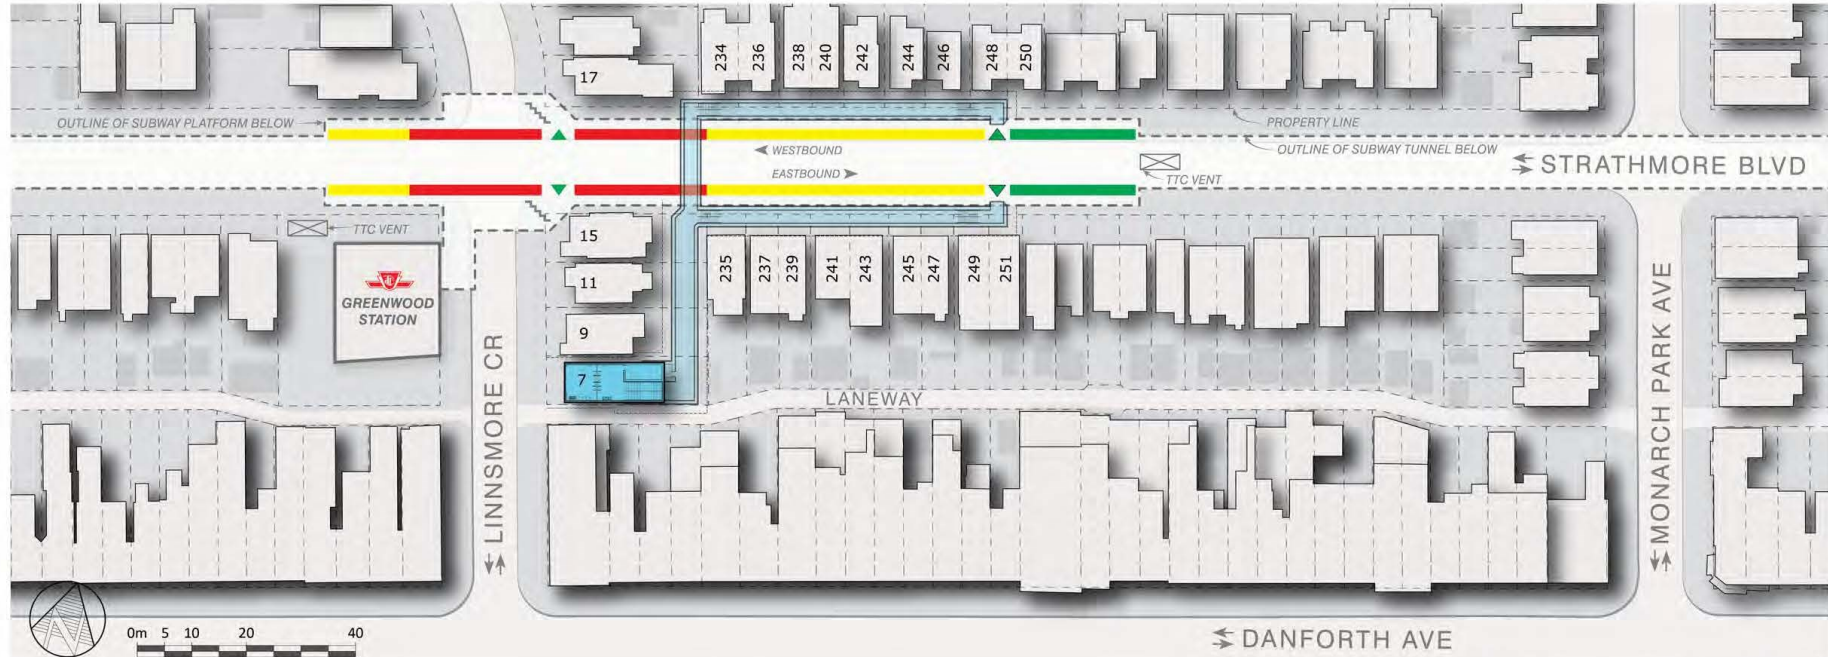 234
236
238
240
242
244
246
248
250
17
OUTLINE OF SUBWAY PLATFORM BELOW
PROPERTY LINE
WESTBOUND
OUTLINE OF SUBWAY TUNNEL BELOW
EASTBOUND
STRATHMORE BLVD
TTC VENT
TTC VENT
15
235
237
239
241
243
245
247
249
251
11
GREENWOOD
STATION
9
7
LINNSMORE CR
MONARCH PARK AVE
LANEWAY
0m 5 10 20 40
DANFORTH AVE